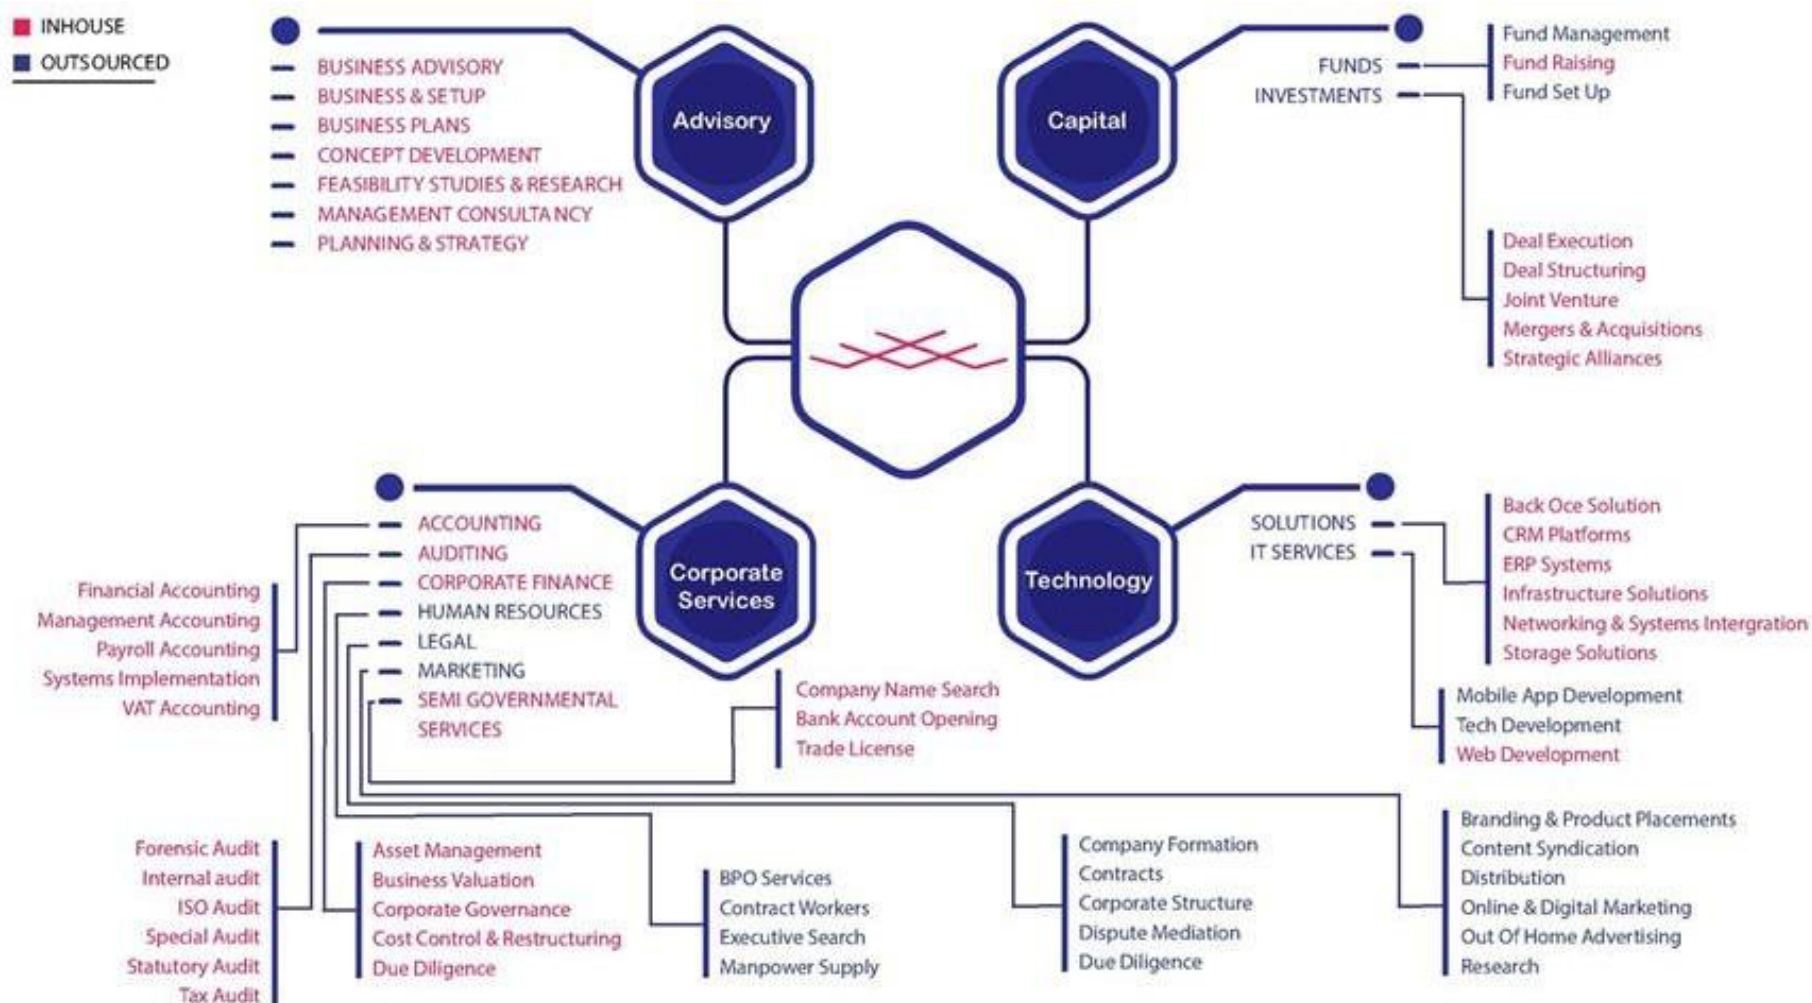 INHOUSE
OUTSOURCED
Advisory
BUSINESS ADVISORY
BUSINESS & SETUP
BUSINESS PLANS
CONCEPT DEVELOPMENT
FEASIBILITY STUDIES & RESEARCH
MANAGEMENT CONSULTANCY
PLANNING & STRATEGY
Capital
FUNDS
INVESTMENTS
Fund Management
Fund Raising
Fund Set Up
Deal Execution
Deal Structuring
Joint Venture
Mergers & Acquisitions
Strategic Alliances
Corporate
Services
ACCOUNTING
AUDITING
CORPORATE FINANCE
HUMAN RESOURCES
LEGAL
MARKETING
SEMI GOVERNMENTAL
SERVICES
Financial Accounting
Management Accounting
Payroll Accounting
Systems Implementation
VAT Accounting
Company Name Search
Bank Account Opening
Trade License
Technology
SOLUTIONS
IT SERVICES
Back Oce Solution
CRM Platforms
ERP Systems
Infrastructure Solutions
Networking & Systems Intergration
Storage Solutions
Mobile App Development
Tech Development
Web Development
Forensic Audit
Internal audit
ISO Audit
Special Audit
Statutory Audit
Tax Audit
Asset Management
Business Valuation
Corporate Governance
Cost Control & Restructuring
Due Diligence
BPO Services
Contract Workers
Executive Search
Manpower Supply
Company Formation
Contracts
Corporate Structure
Dispute Mediation
Due Diligence
Branding & Product Placements
Content Syndication
Distribution
Online & Digital Marketing
Out Of Home Advertising
Research